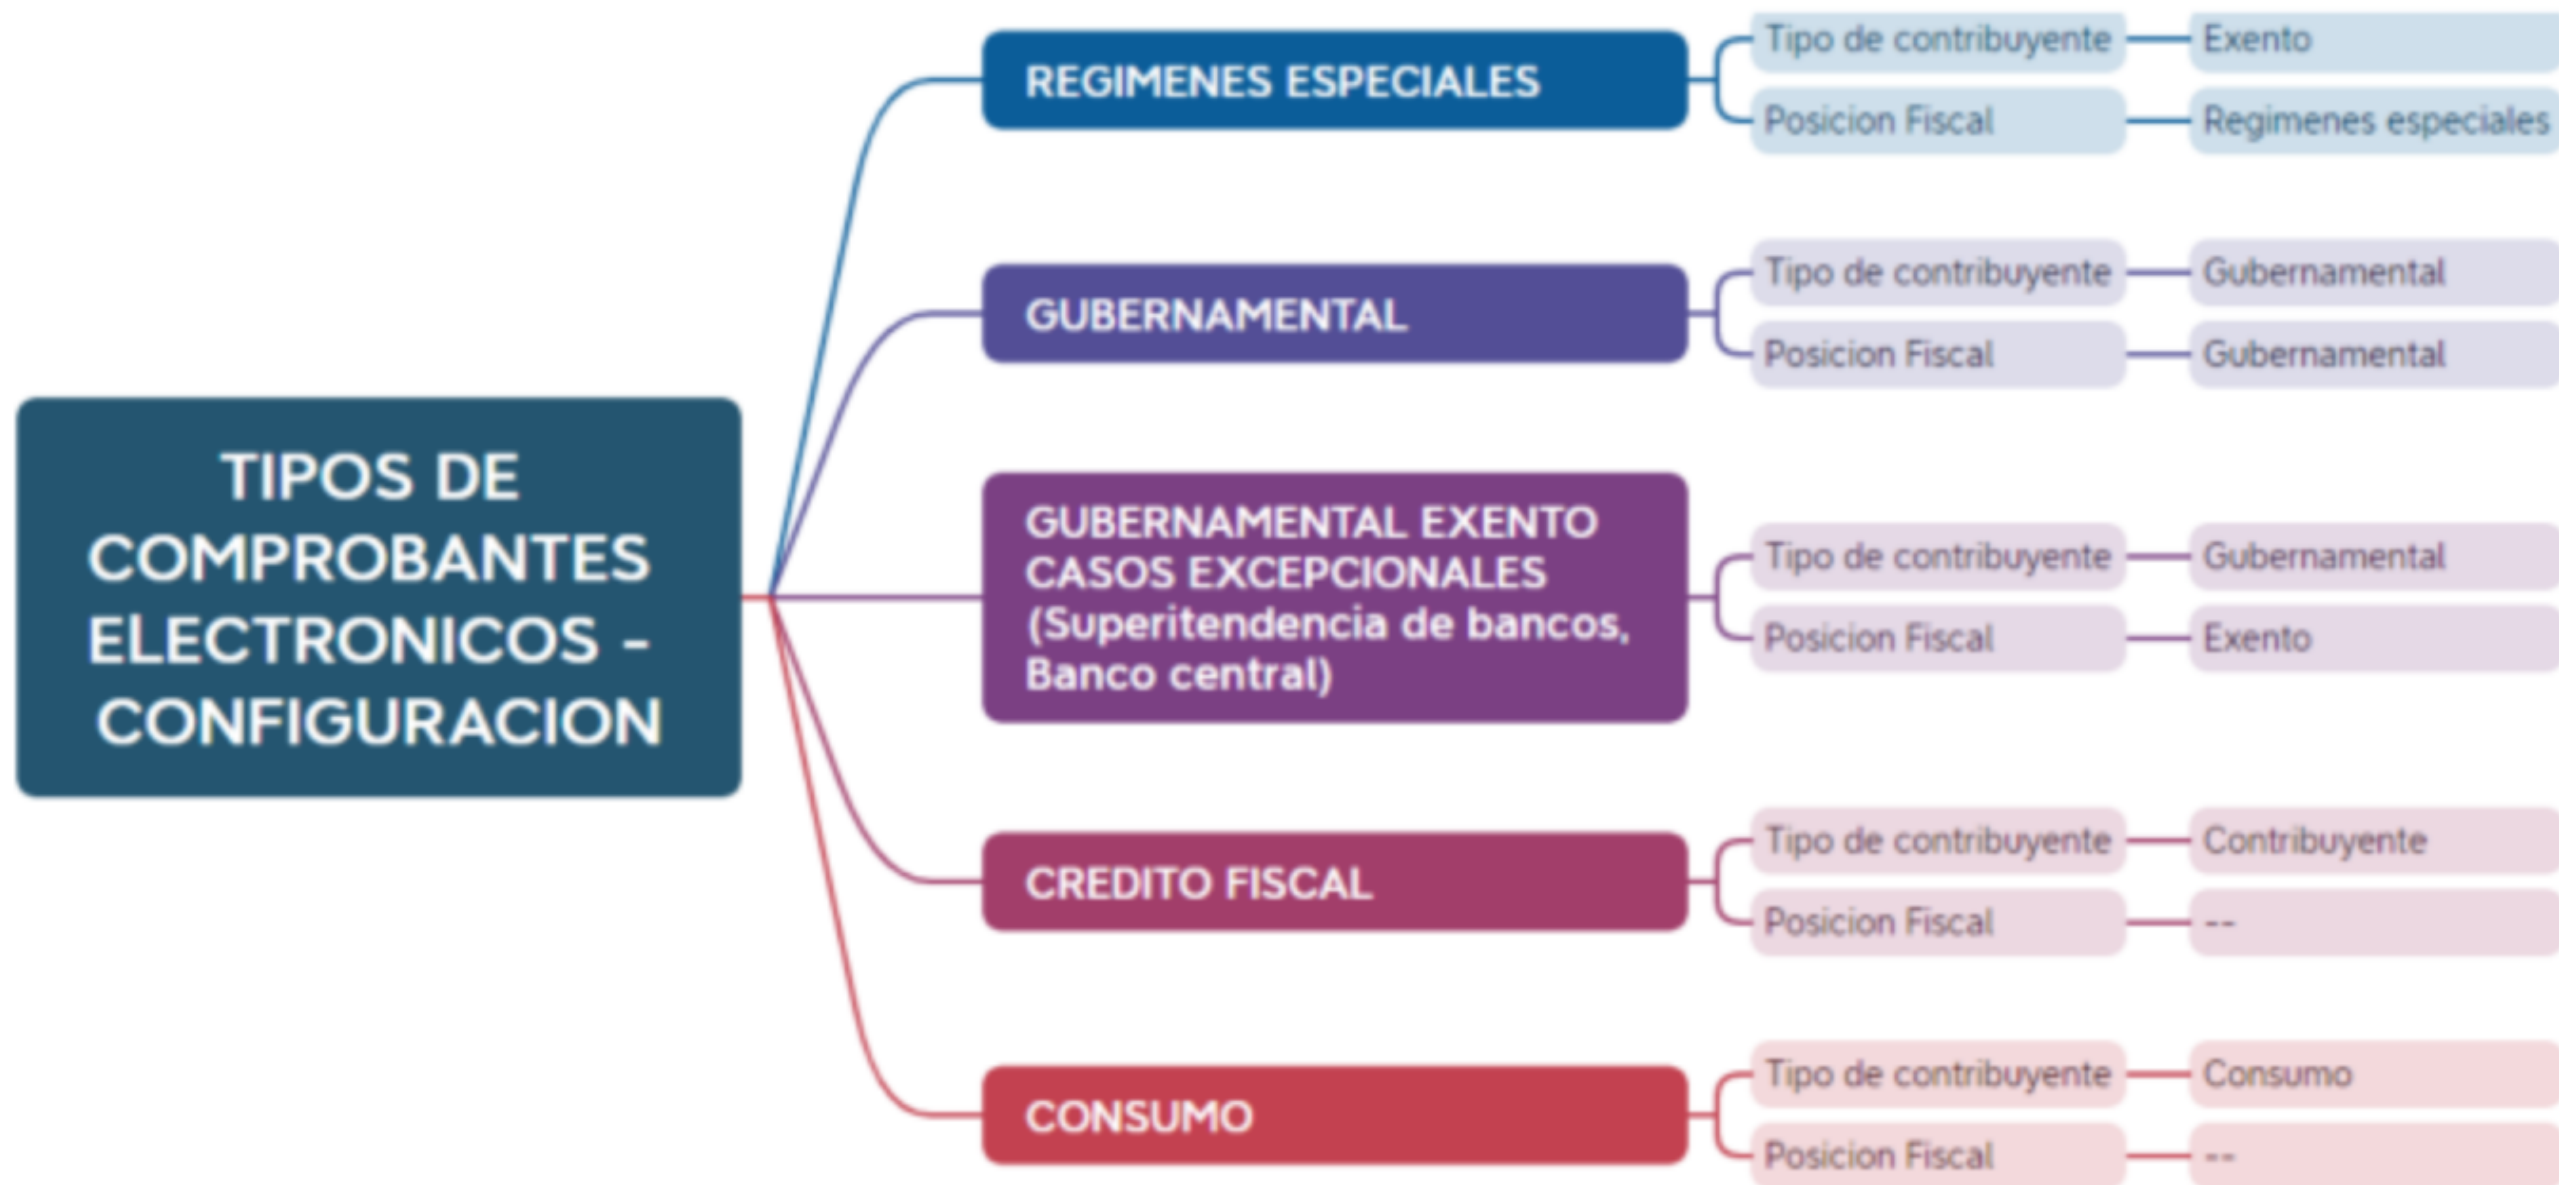 TIPOS DE
COMPROBANTES
ElECTRONICOS -
CONFIGURACION
REGIMENES ESPECIALES
Tipo de contribuyente
Exento
Posicion Fiscal
Regimenes especiales
GUBERNAMENTAL
Tipo de contribuyente
Gubernamental
Posicion Fiscal
Gubernamental
GUBERNAMENTAL EXENTO
CASOS EXCEPCIONALES
(Superitendencia de bancos,
Banco central)
Tipo de contribuyente
Gubernamental
Posicion Fiscal
Exento
CREDITO FISCAL
Tipo de contribuyente
Contribuyente
Posicion Fiscal
--
CONSUMO
Tipo de contribuyente
Consumo
Posicion Fiscal
--